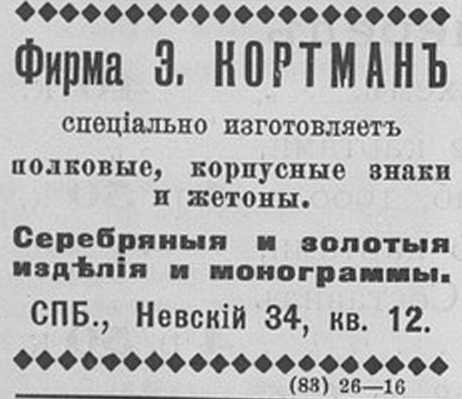 Фирма Э. КОРТМАНЪ
спеціально изготовляетъ
полковые, корпусные знаки
и жетоны.
Серебряныя и золотыя
издѣлія и монограммы.
СПБ., Невскій 34, кв. 12.
(83) 26—16